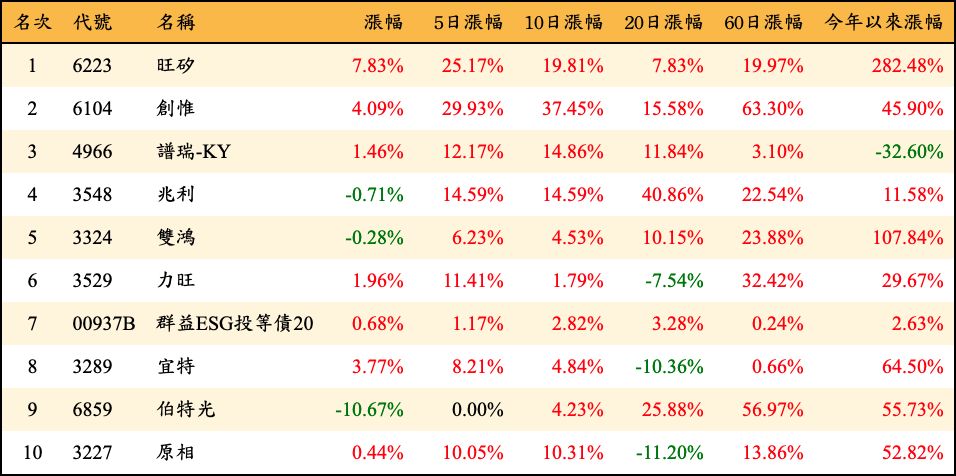 名次 代號 名稱 漲幅 5日漲幅 10日漲幅 20日漲幅 60日漲幅 今年以來漲幅
1 6223 旺矽 7.83% 25.17% 19.81% 7.83% 19.97% 282.48%
2 6104 創惟 4.09% 29.93% 37.45% 15.58% 63.30% 45.90%
3 4966 譜瑞-KY 1.46% 12.17% 14.86% 11.84% 3.10% -32.60%
4 3548 兆利 -0.71% 14.59% 14.59% 40.86% 22.54% 11.58%
5 3324 雙鴻 -0.28% 6.23% 4.53% 10.15% 23.88% 107.84%
6 3529 力旺 1.96% 11.41% 1.79% -7.54% 32.42% 29.67%
7 00937B 群益ESG投等債20 0.68% 1.17% 2.82% 3.28% 0.24% 2.63%
8 3289 宜特 3.77% 8.21% 4.84% -10.36% 0.66% 64.50%
9 6859 伯特光 -10.67% 0.00% 4.23% 25.88% 56.97% 55.73%
10 3227 原相 0.44% 10.05% 10.31% -11.20% 13.86% 52.82%